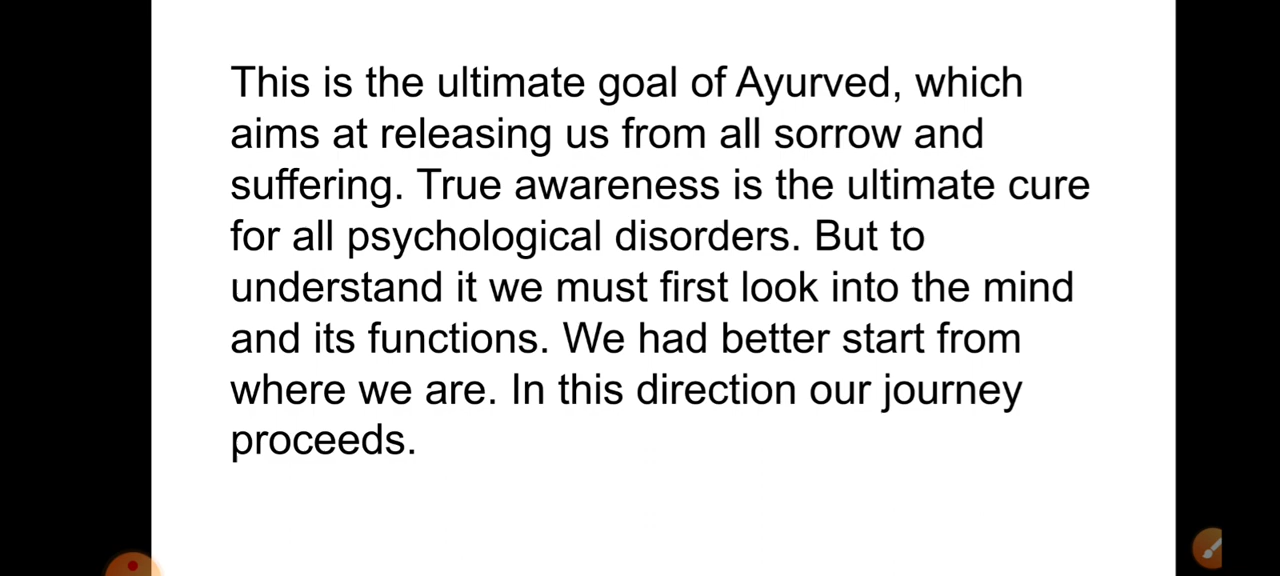 This is the ultimate goal of Ayurved, which
aims at releasing us from all sorrow and
suffering. True awareness is the ultimate cure
for all psychological disorders. But to
understand it we must first look into the mind
and its functions. We had better start from
where we are. In this direction our journey
proceeds.